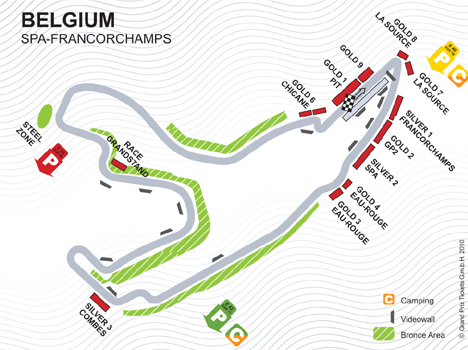 BELGIUM
SPA-FRANCORCHAMPS
GOLD 8
LA SOURCE
GOLD 9
GOLD 1
PIT
GOLD 7
LA SOURCE
P
C
GOLD 6
CHICANE
SILVER 1
FRANCORCHAMPS
GOLD 2
GP2
SILVER 2
SPA
GOLD 4
EAU-ROUGE
GOLD 3
EAU-ROUGE
STEEL
ZONE
P
RACE
GRANDSTAND
SILVER 3
COMBES
P
C
C Camping
Videowall
Bronce Area
© Grand Prix Tickets G.m.b.H. 2010